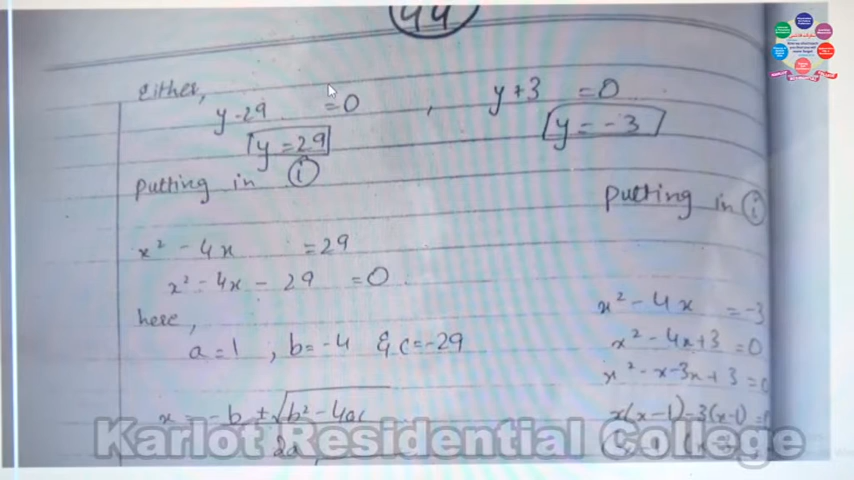 44
Either,
y-29 =0 , y+3 =0
y=29 y=-3
putting in (i) putting in (i)
x² - 4x =29
x² - 4x - 29 =0
here,
a=1 , b=-4 & c=-29
x = -b ± √b² - 4ac
2a
x² - 4x = -3
x² - 4x+3 =0
x² - x-3x+3 =0
x(x-1)-3(x-1)=0
Karlot Residential College